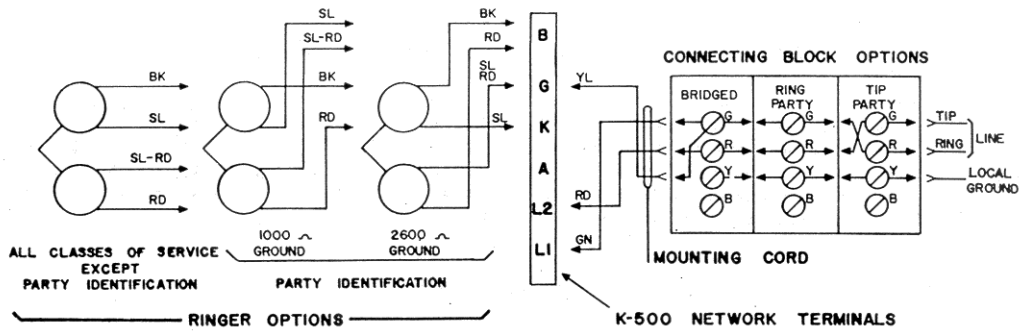 SL
SL-RD
BK
RD
BK
SL
SL-RD
RD
BK
RD
SL
RD
SL
ALL CLASSES OF SERVICE
EXCEPT
PARTY IDENTIFICATION
1000 Ω
GROUND
2600 Ω
GROUND
PARTY IDENTIFICATION
RINGER OPTIONS
B
G
K
A
L2
L1
YL
RD
GN
K-500 NETWORK TERMINALS
MOUNTING CORD
CONNECTING BLOCK OPTIONS
BRIDGED
G
R
Y
B
RING
PARTY
G
R
Y
B
TIP
PARTY
G
R
Y
B
TIP
RING
LINE
LOCAL
GROUND